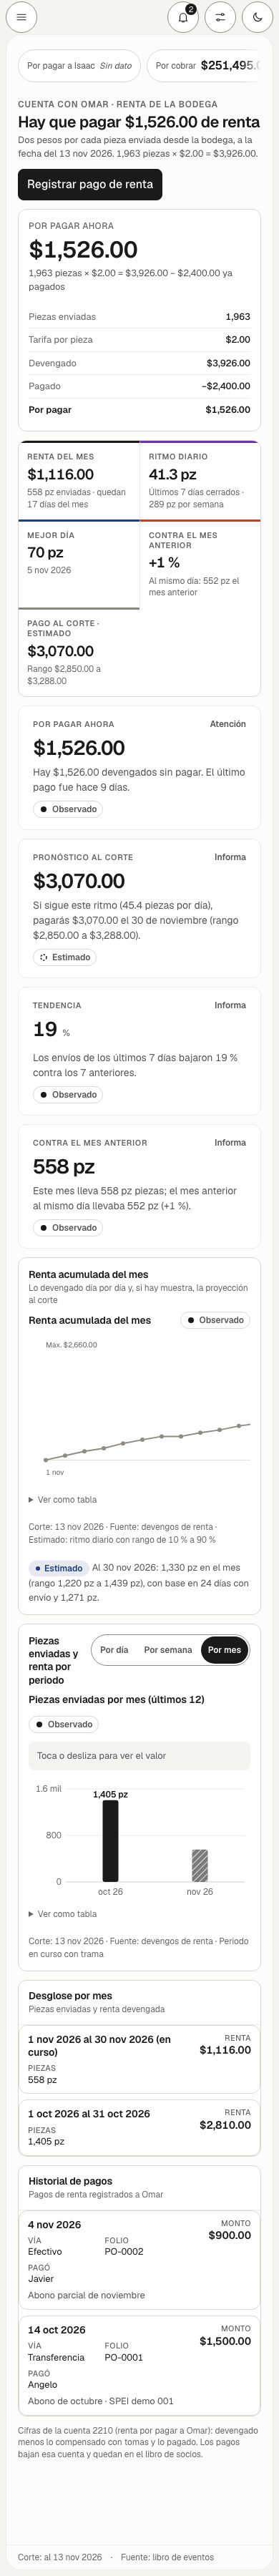 2
Por pagar a Isaac Sin dato
Por cobrar $251,495.0
CUENTA CON OMAR · RENTA DE LA BODEGA
Hay que pagar $1,526.00 de renta
Dos pesos por cada pieza enviada desde la bodega, a la
fecha del 13 nov 2026. 1,963 piezas × $2.00 = $3,926.00.
Registrar pago de renta
POR PAGAR AHORA
$1,526.00
1,963 piezas × $2.00 = $3,926.00 − $2,400.00 ya
pagados
Piezas enviadas 1,963
Tarifa por pieza $2.00
Devengado $3,926.00
Pagado −$2,400.00
Por pagar $1,526.00
RENTA DEL MES
$1,116.00
558 pz enviadas · quedan
17 días del mes
RITMO DIARIO
41.3 pz
Últimos 7 días cerrados ·
289 pz por semana
MEJOR DÍA
70 pz
5 nov 2026
CONTRA EL MES
ANTERIOR
+1 %
Al mismo día: 552 pz el
mes anterior
PAGO AL CORTE ·
ESTIMADO
$3,070.00
Rango $2,850.00 a
$3,288.00
POR PAGAR AHORA Atención
$1,526.00
Hay $1,526.00 devengados sin pagar. El último
pago fue hace 9 días.
Observado
PRONÓSTICO AL CORTE Informa
$3,070.00
Si sigue este ritmo (45.4 piezas por día),
pagarás $3,070.00 el 30 de noviembre (rango
$2,850.00 a $3,288.00).
Estimado
TENDENCIA Informa
19 %
Los envíos de los últimos 7 días bajaron 19 %
contra los 7 anteriores.
Observado
CONTRA EL MES ANTERIOR Informa
558 pz
Este mes lleva 558 pz piezas; el mes anterior
al mismo día llevaba 552 pz (+1 %).
Observado
Renta acumulada del mes
Lo devengado día por día y, si hay muestra, la proyección
al corte
Renta acumulada del mes Observado
Máx. $2,660.00
1 nov
Ver como tabla
Corte: 13 nov 2026 · Fuente: devengos de renta ·
Estimado: ritmo diario con rango de 10 % a 90 %
Estimado Al 30 nov 2026: 1,330 pz en el mes
(rango 1,220 pz a 1,439 pz), con base en 24 días con
envío y 1,271 pz.
Piezas
enviadas y
renta por
periodo
Por día Por semana Por mes
Piezas enviadas por mes (últimos 12)
Observado
Toca o desliza para ver el valor
1.6 mil
1,405 pz
800
0
oct 26 nov 26
Ver como tabla
Corte: 13 nov 2026 · Fuente: devengos de renta · Periodo
en curso con trama
Desglose por mes
Piezas enviadas y renta devengada
1 nov 2026 al 30 nov 2026 (en
curso)
RENTA
$1,116.00
PIEZAS
558 pz
1 oct 2026 al 31 oct 2026
RENTA
$2,810.00
PIEZAS
1,405 pz
Historial de pagos
Pagos de renta registrados a Omar
4 nov 2026
MONTO
$900.00
VÍA FOLIO
Efectivo PO-0002
PAGÓ
Javier
Abono parcial de noviembre
14 oct 2026
MONTO
$1,500.00
VÍA FOLIO
Transferencia PO-0001
PAGÓ
Angelo
Abono de octubre · SPEI demo 001
Cifras de la cuenta 2210 (renta por pagar a Omar): devengado
menos lo compensado con tomas y lo pagado. Los pagos
bajan esa cuenta y quedan en el libro de socios.
Corte: al 13 nov 2026 · Fuente: libro de eventos